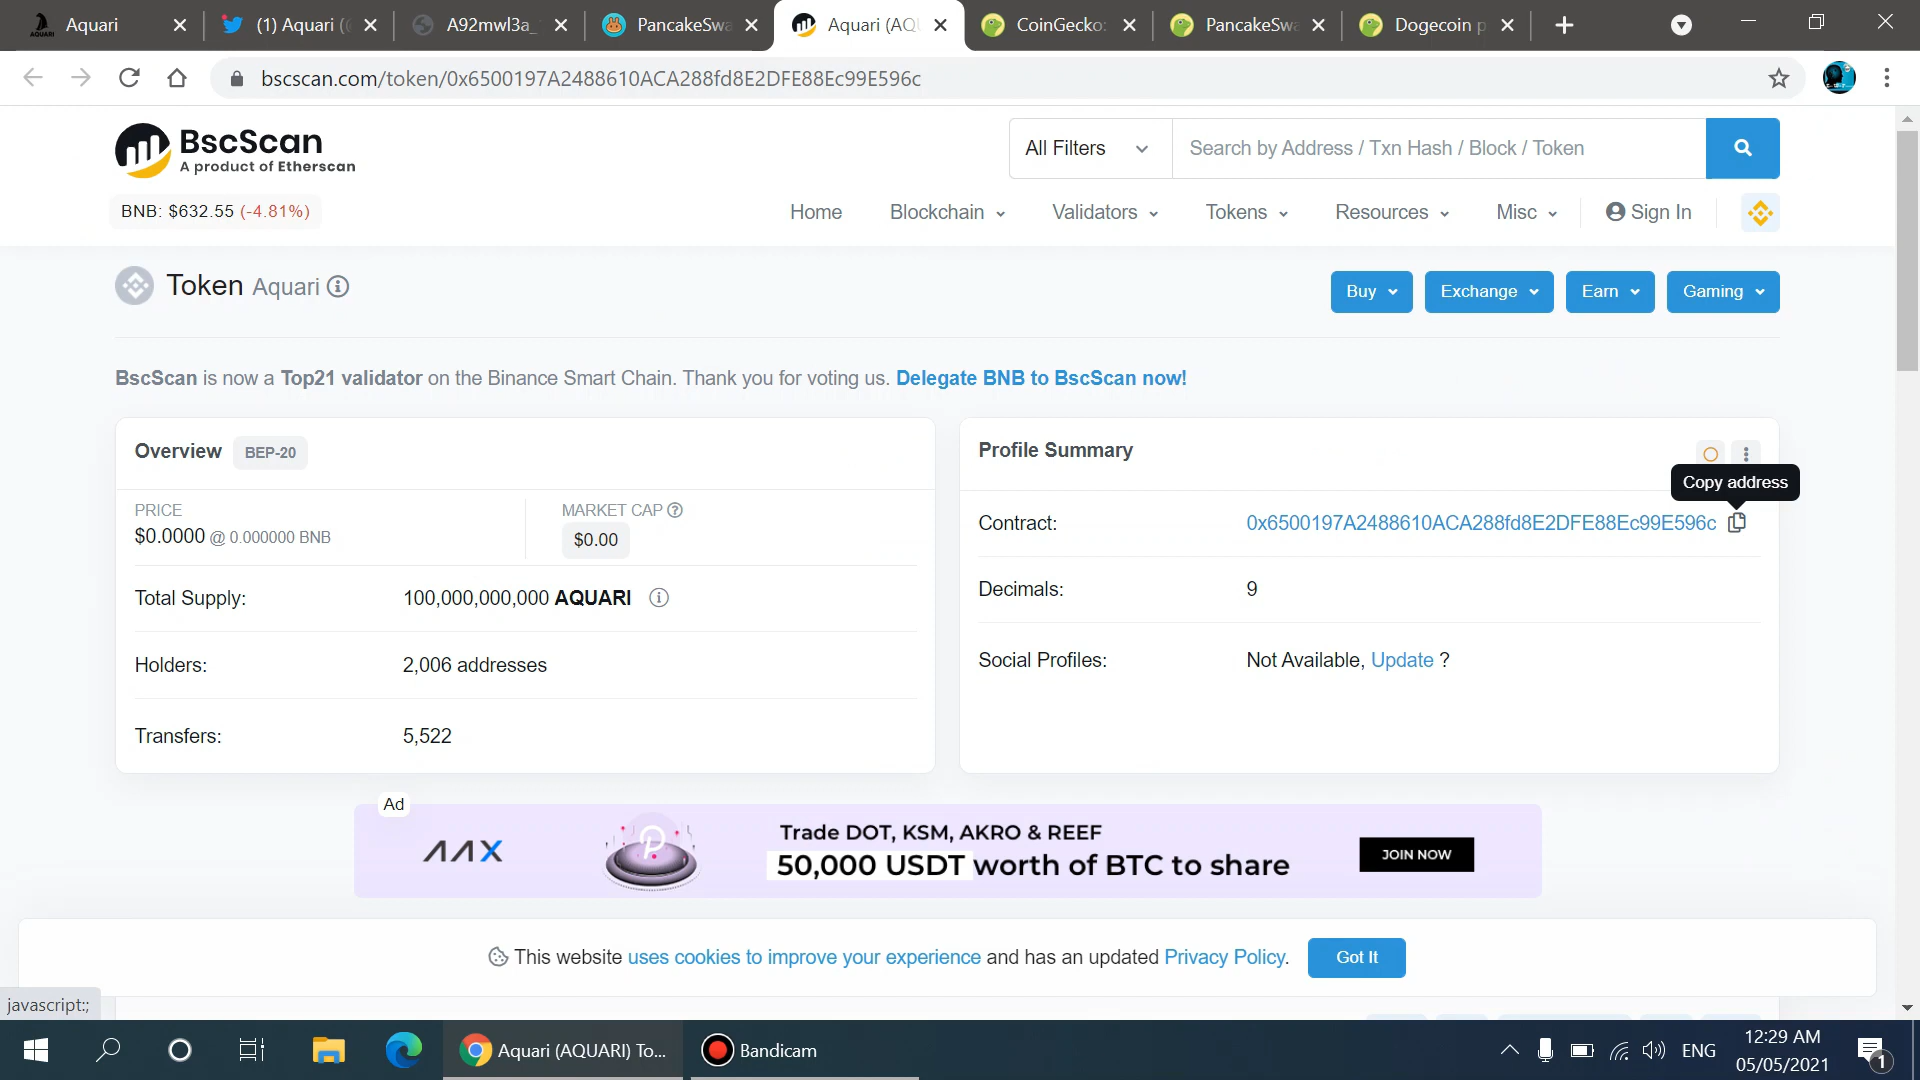 AQUARI
Aquari
(1) Aquari (
A92mwl3a_
PancakeSwa
Aquari (AQU
CoinGecko:
PancakeSwa
Dogecoin p
bscscan.com/token/0x6500197A2488610ACA288fd8E2DFE88Ec99E596c
BscScan
A product of Etherscan
All Filters
Search by Address / Txn Hash / Block / Token
BNB: $632.55 (-4.81%)
Home
Blockchain
Validators
Tokens
Resources
Misc
Sign In
Token Aquari
Buy
Exchange
Earn
Gaming
BscScan is now a Top21 validator on the Binance Smart Chain. Thank you for voting us. Delegate BNB to BscScan now!
Overview BEP-20
PRICE
$0.0000 @ 0.000000 BNB
MARKET CAP
$0.00
Total Supply: 100,000,000,000 AQUARI
Holders: 2,006 addresses
Transfers: 5,522
Profile Summary
Copy address
Contract: 0x6500197A2488610ACA288fd8E2DFE88Ec99E596c
Decimals: 9
Social Profiles: Not Available, Update ?
Ad
AAX
Trade DOT, KSM, AKRO & REEF
50,000 USDT worth of BTC to share
JOIN NOW
This website uses cookies to improve your experience and has an updated Privacy Policy.
Got It
javascript:;
Aquari (AQUARI) To...
Bandicam
ENG
12:29 AM
05/05/2021
1